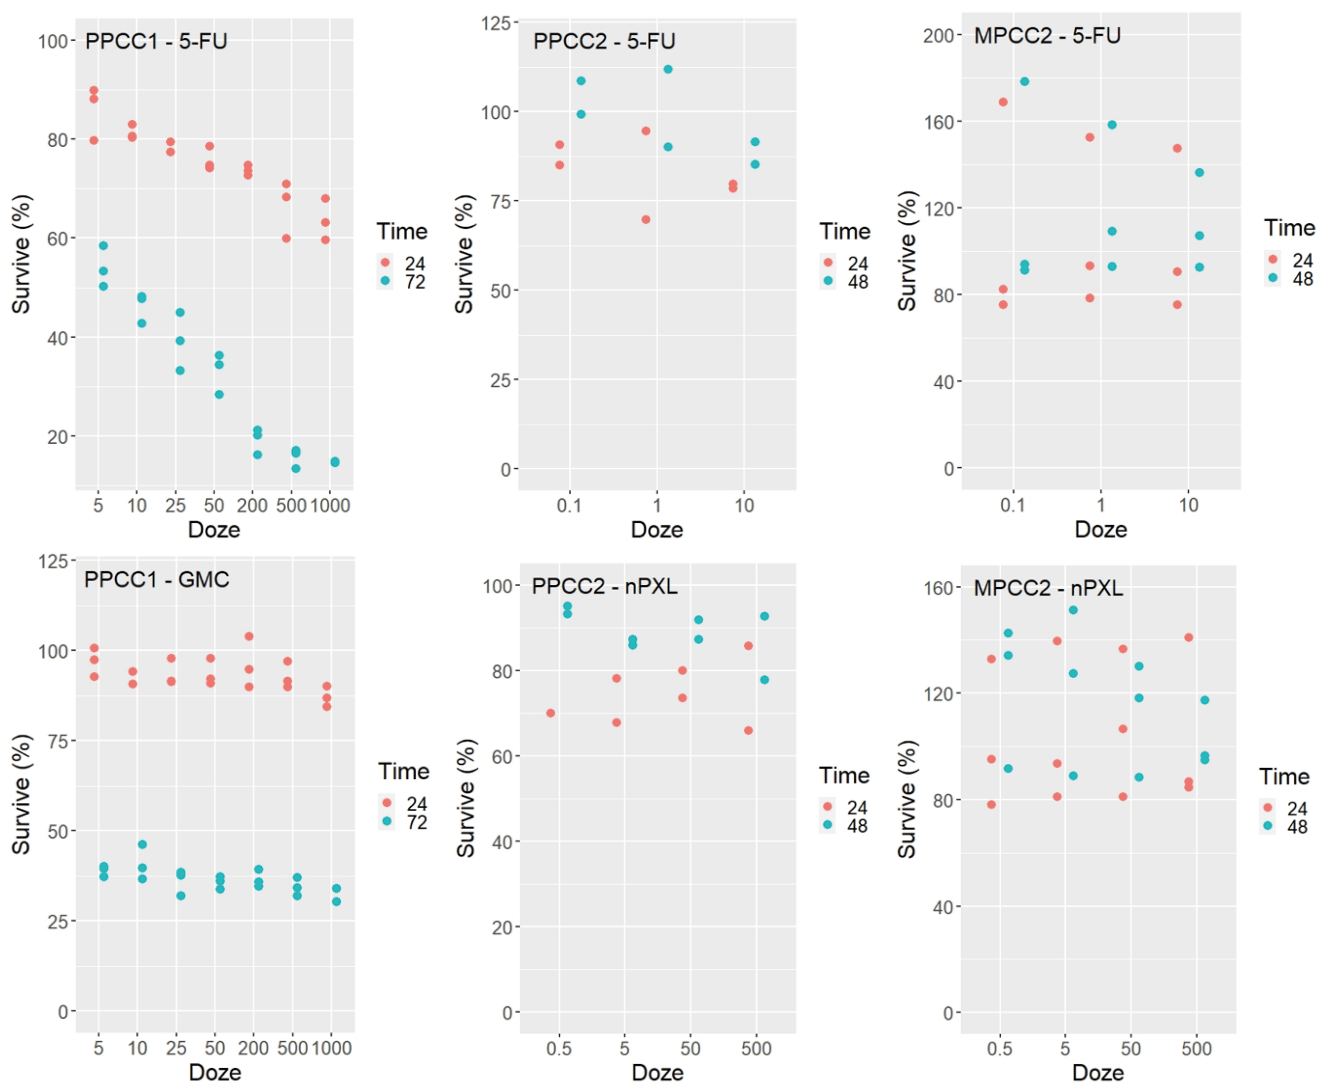 PPCC1 - 5-FU
100
80
60
40
20
Survive (%)
5 10 25 50 200 500 1000
Doze
Time
24
72
PPCC2 - 5-FU
125
100
75
50
25
0
Survive (%)
0.1 1 10
Doze
Time
24
48
MPCC2 - 5-FU
200
160
120
80
40
0
Survive (%)
0.1 1 10
Doze
Time
24
48
PPCC1 - GMC
125
100
75
50
25
0
Survive (%)
5 10 25 50 200 500 1000
Doze
Time
24
72
PPCC2 - nPXL
100
80
60
40
20
0
Survive (%)
0.5 5 50 500
Doze
Time
24
48
MPCC2 - nPXL
160
120
80
40
0
Survive (%)
0.5 5 50 500
Doze
Time
24
48